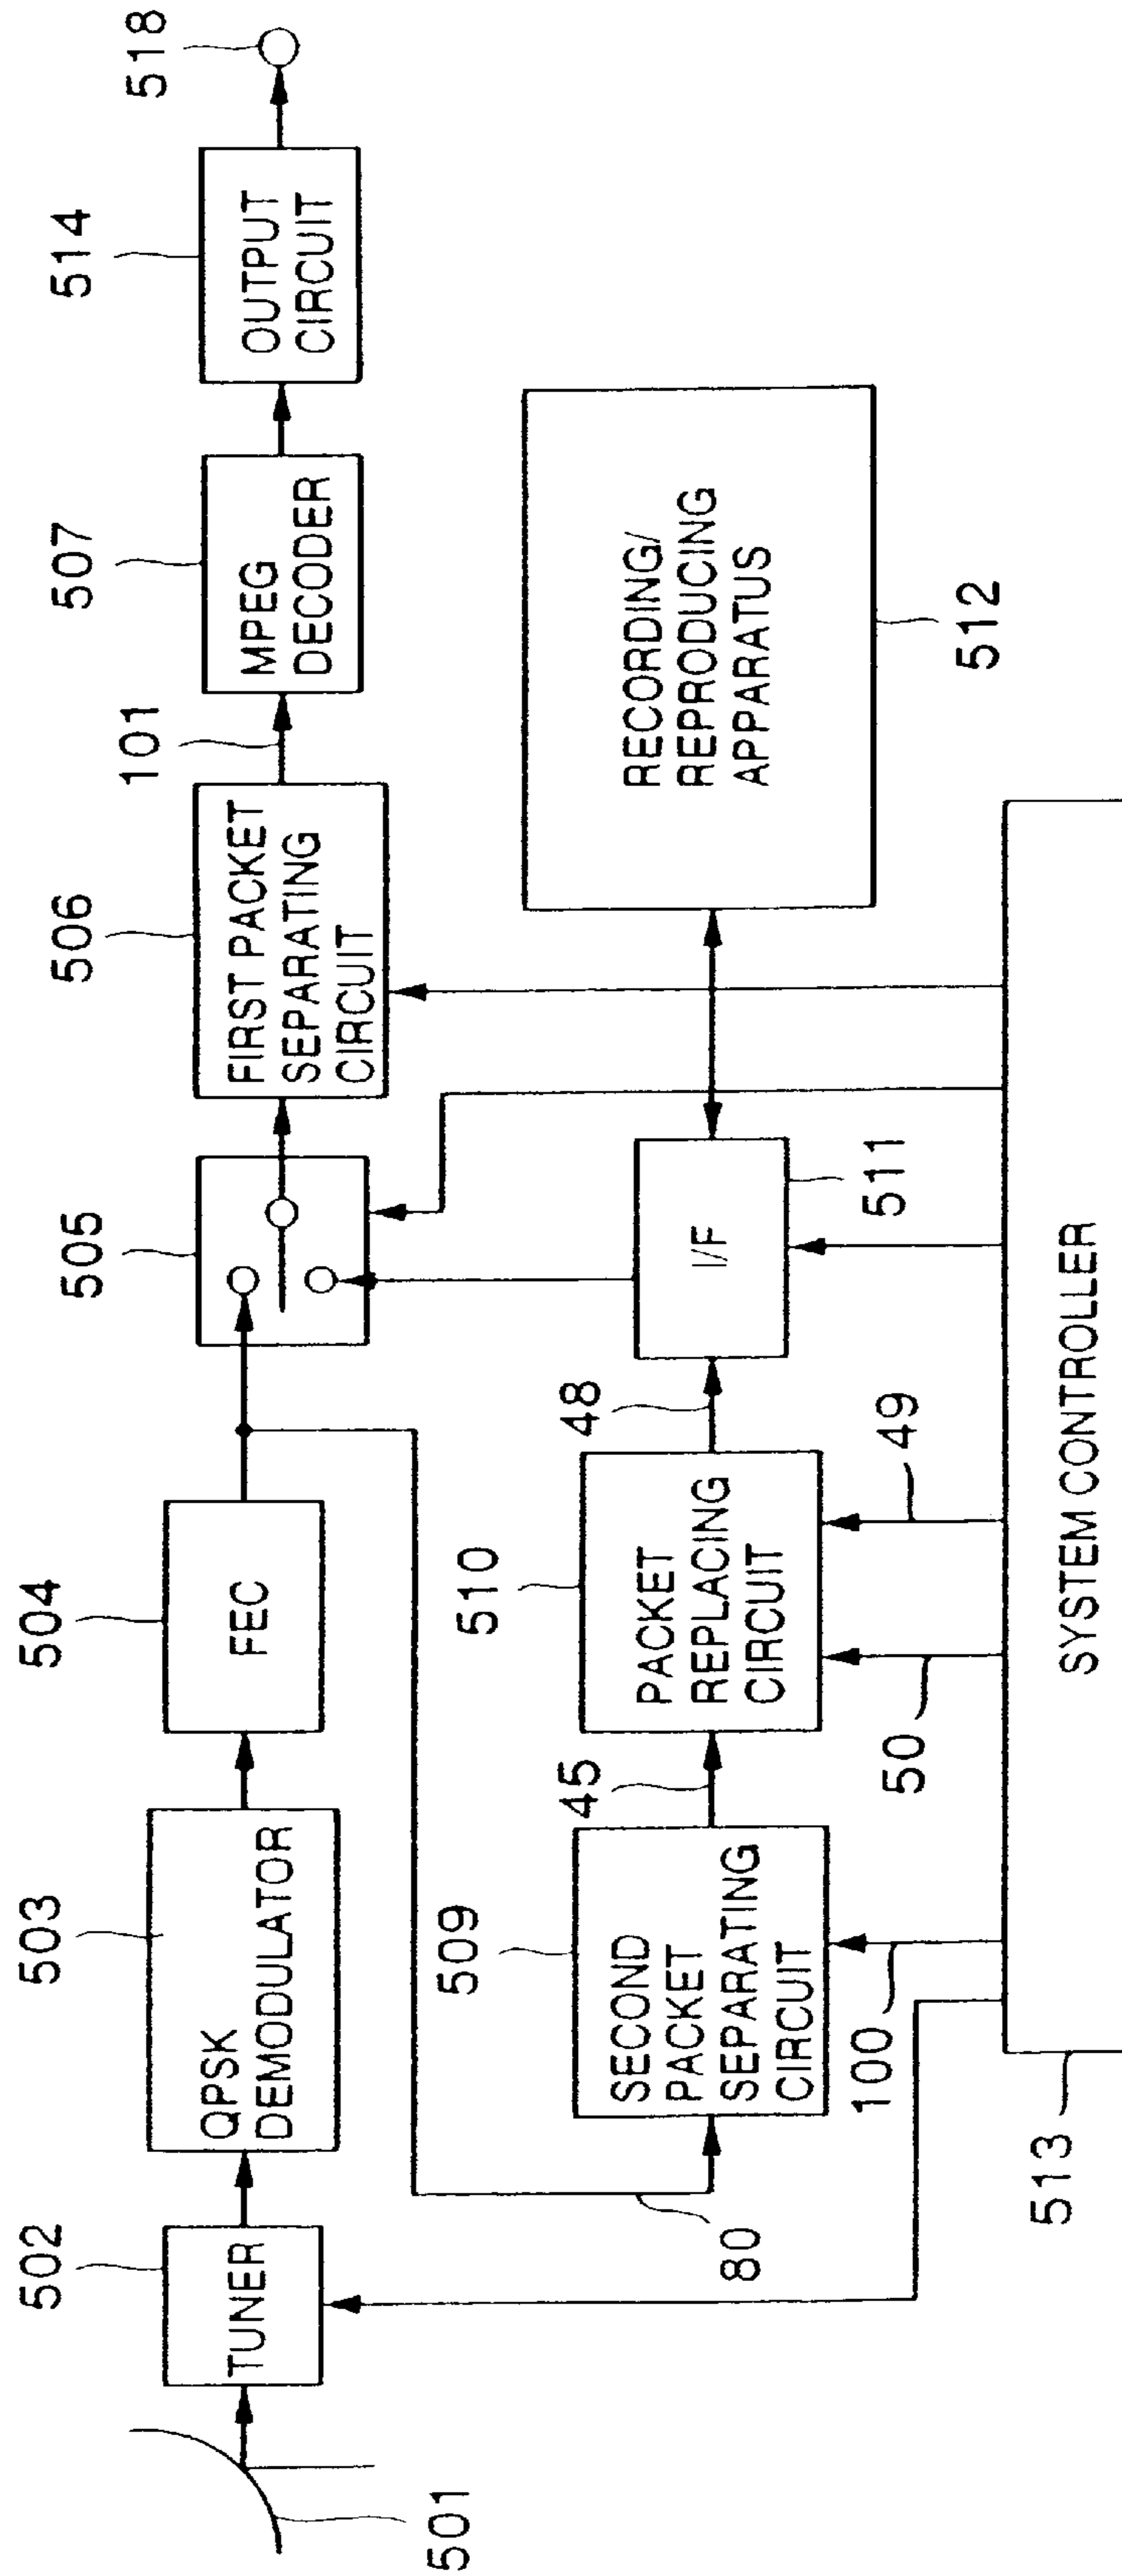 501
502
TUNER
503
QPSK
DEMODULATOR
504
FEC
505
506
FIRST PACKET
SEPARATING
CIRCUIT
101
507
MPEG
DECODER
514
OUTPUT
CIRCUIT
518
80
509
SECOND
PACKET
SEPARATING
CIRCUIT
45
510
PACKET
REPLACING
CIRCUIT
48
I/F
511
RECORDING/
REPRODUCING
APPARATUS
512
100
50
49
513
SYSTEM CONTROLLER